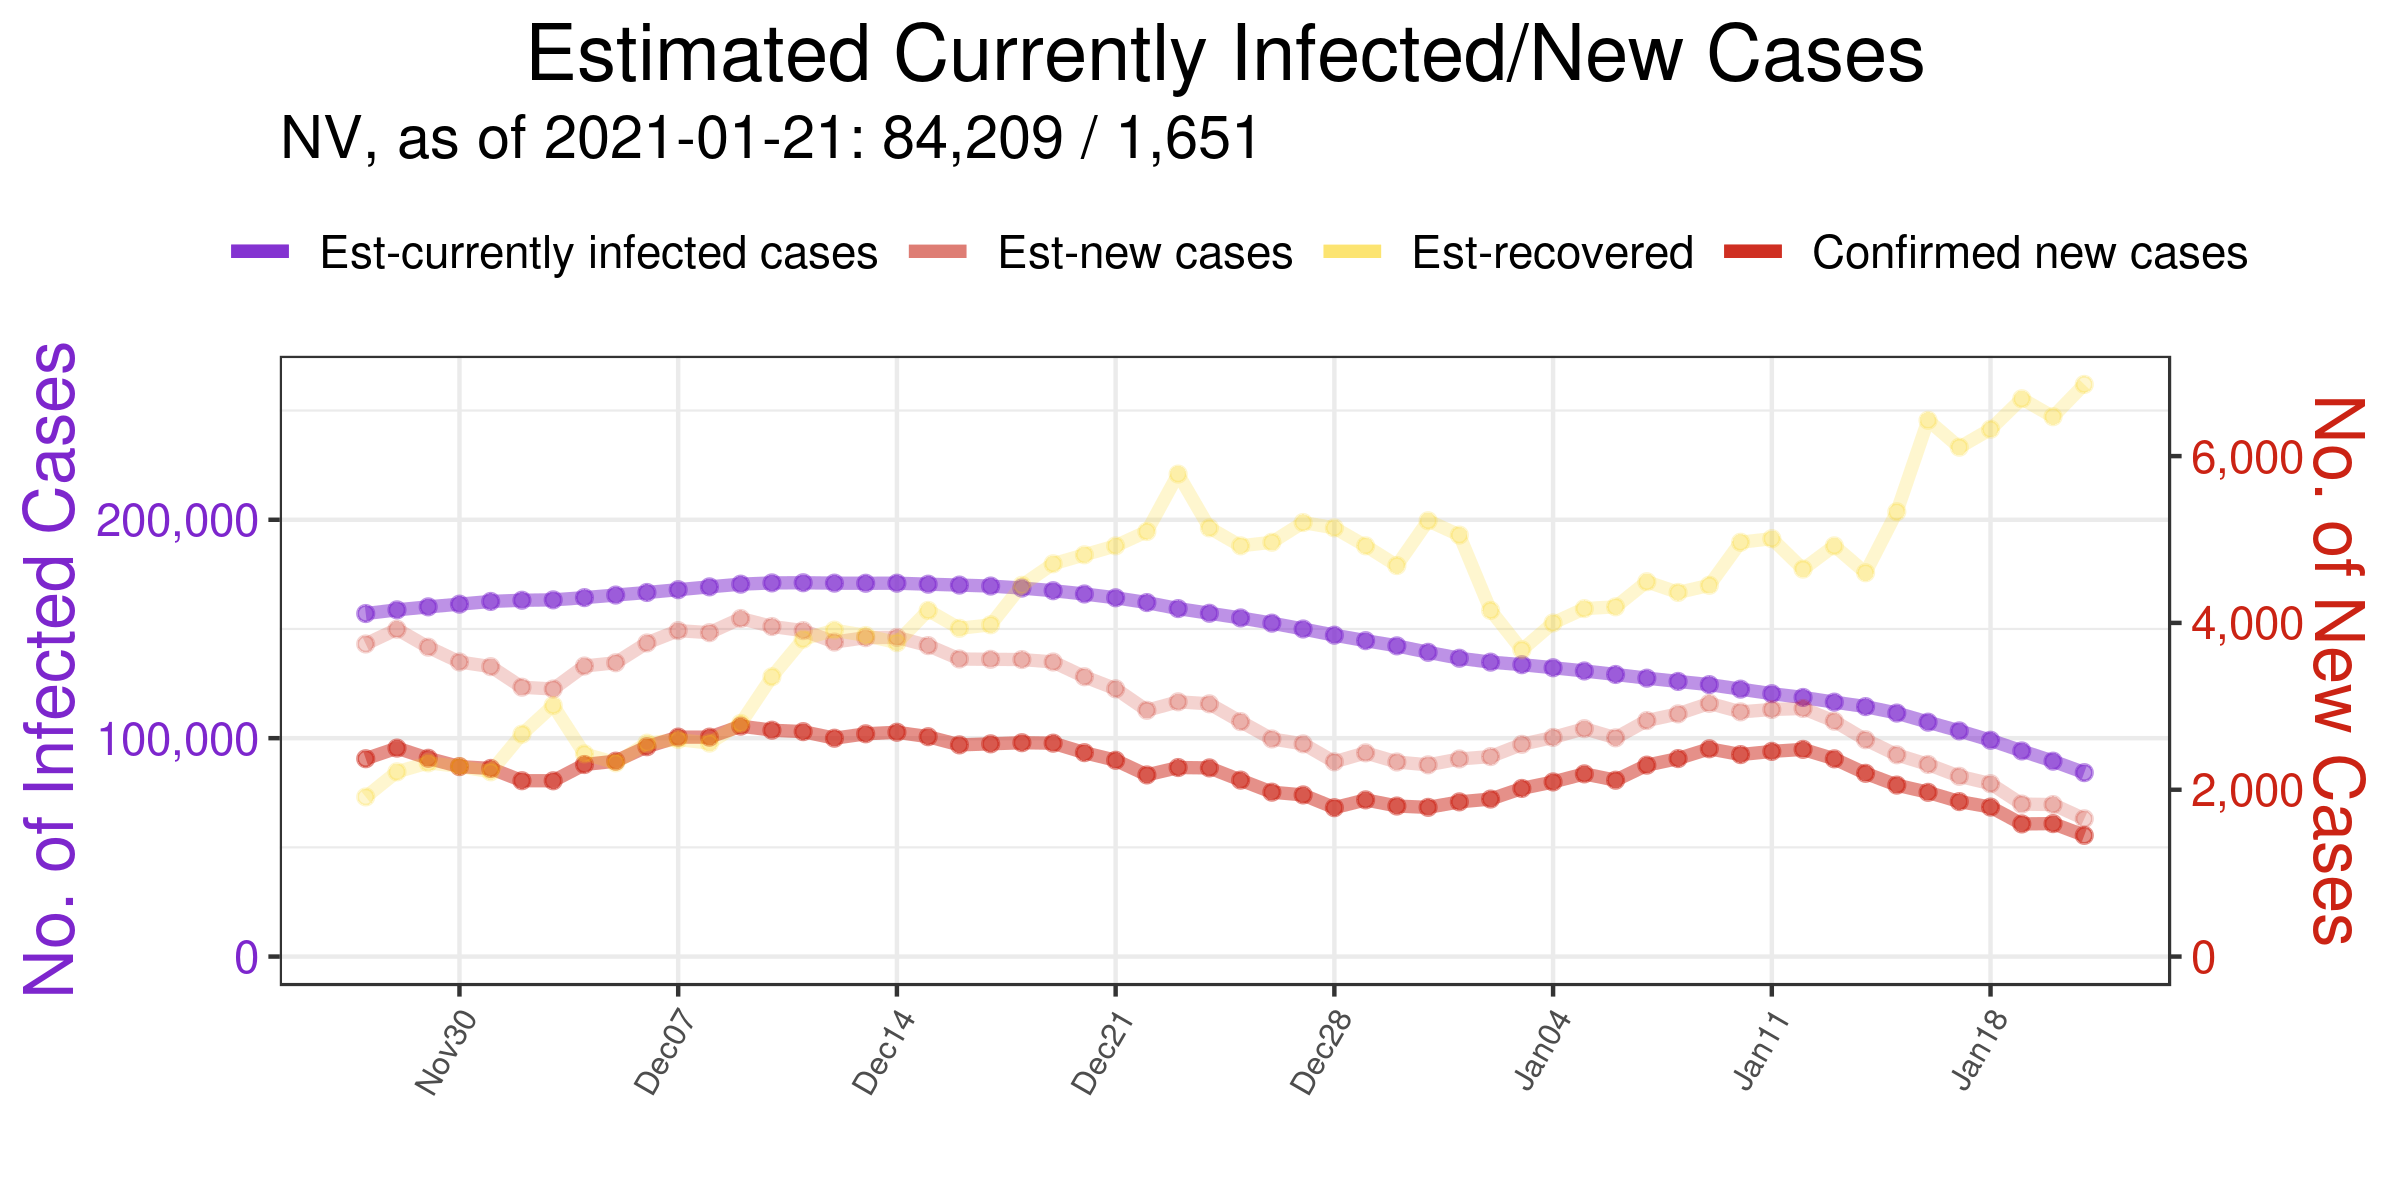 Estimated Currently Infected/New Cases
NV, as of 2021-01-21: 84,209 / 1,651
Est-currently infected cases Est-new cases Est-recovered Confirmed new cases
No. of Infected Cases
200,000
100,000
0
6,000
4,000
2,000
0
No. of New Cases
Nov30 Dec07 Dec14 Dec21 Dec28 Jan04 Jan11 Jan18